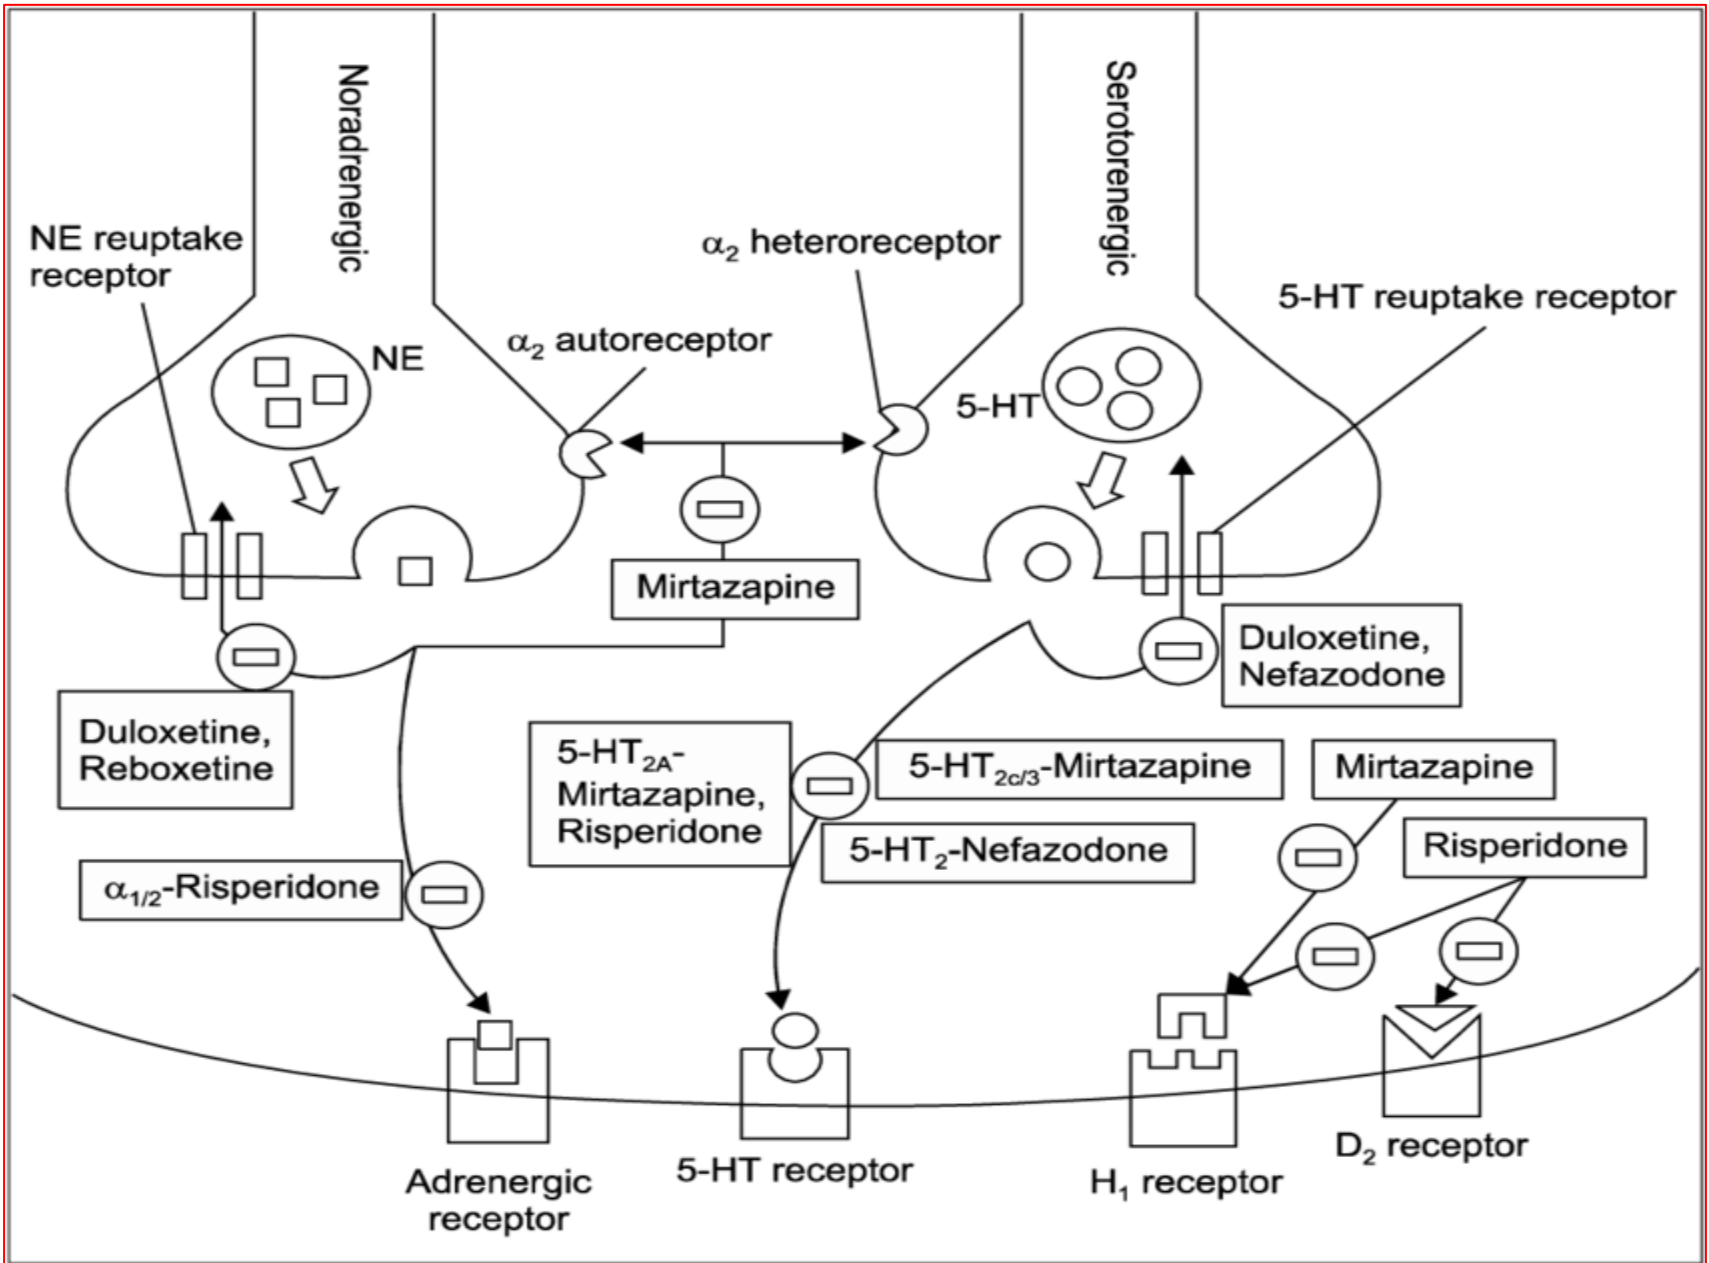 Noradrenergic
Serotorenergic
NE reuptake
receptor
α₂ heteroreceptor
5-HT reuptake receptor
α₂ autoreceptor
NE
5-HT
Mirtazapine
Duloxetine,
Nefazodone
Duloxetine,
Reboxetine
5-HT₂A-
Mirtazapine,
Risperidone
5-HT₂c/₃-Mirtazapine
Mirtazapine
5-HT₂-Nefazodone
Risperidone
α₁/₂-Risperidone
Adrenergic
receptor
5-HT receptor
H₁ receptor
D₂ receptor